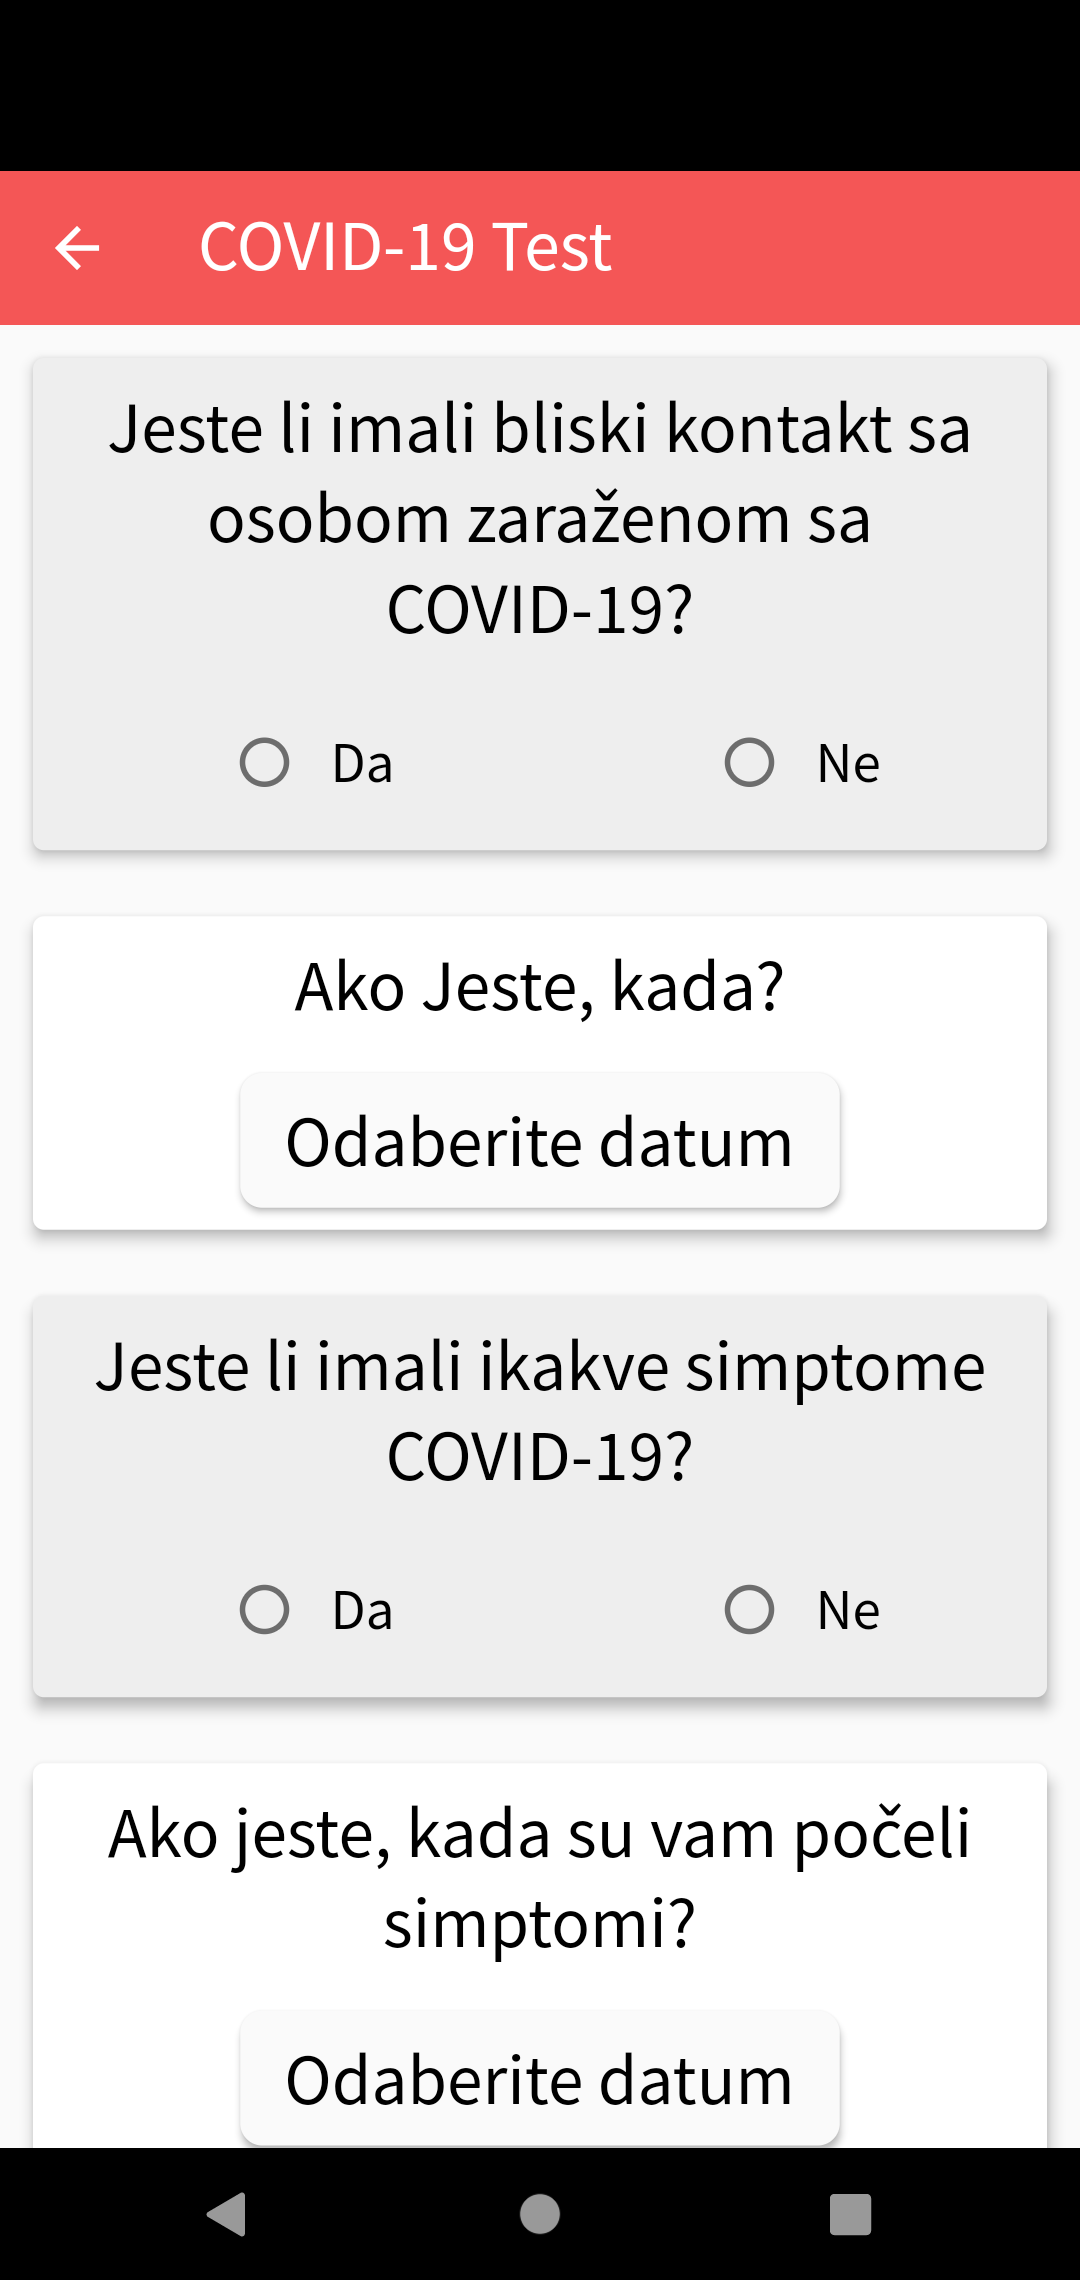 COVID-19 Test
Jeste li imali bliski kontakt sa
osobom zaraženom sa
COVID-19?
Da
Ne
Ako Jeste, kada?
Odaberite datum
Jeste li imali ikakve simptome
COVID-19?
Da
Ne
Ako jeste, kada su vam počeli
simptomi?
Odaberite datum